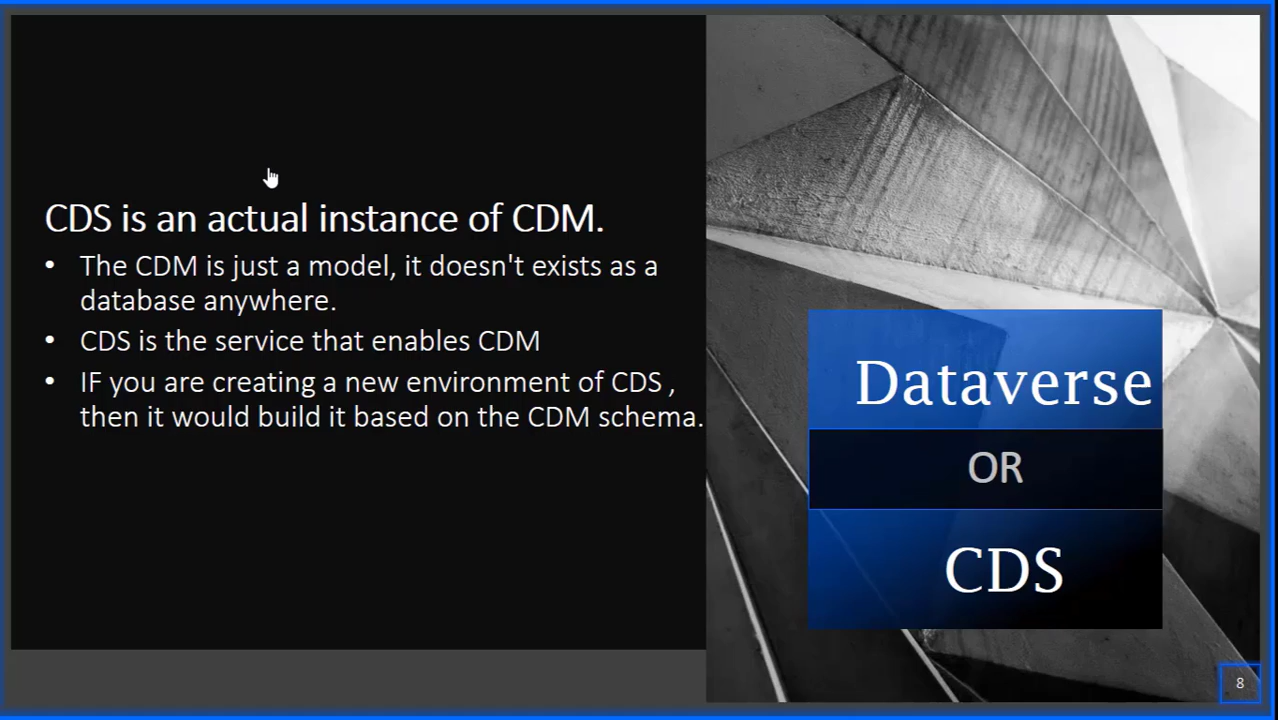 CDS is an actual instance of CDM.
• The CDM is just a model, it doesn't exists as a
database anywhere.
• CDS is the service that enables CDM
• IF you are creating a new environment of CDS ,
then it would build it based on the CDM schema.
Dataverse
OR
CDS
8